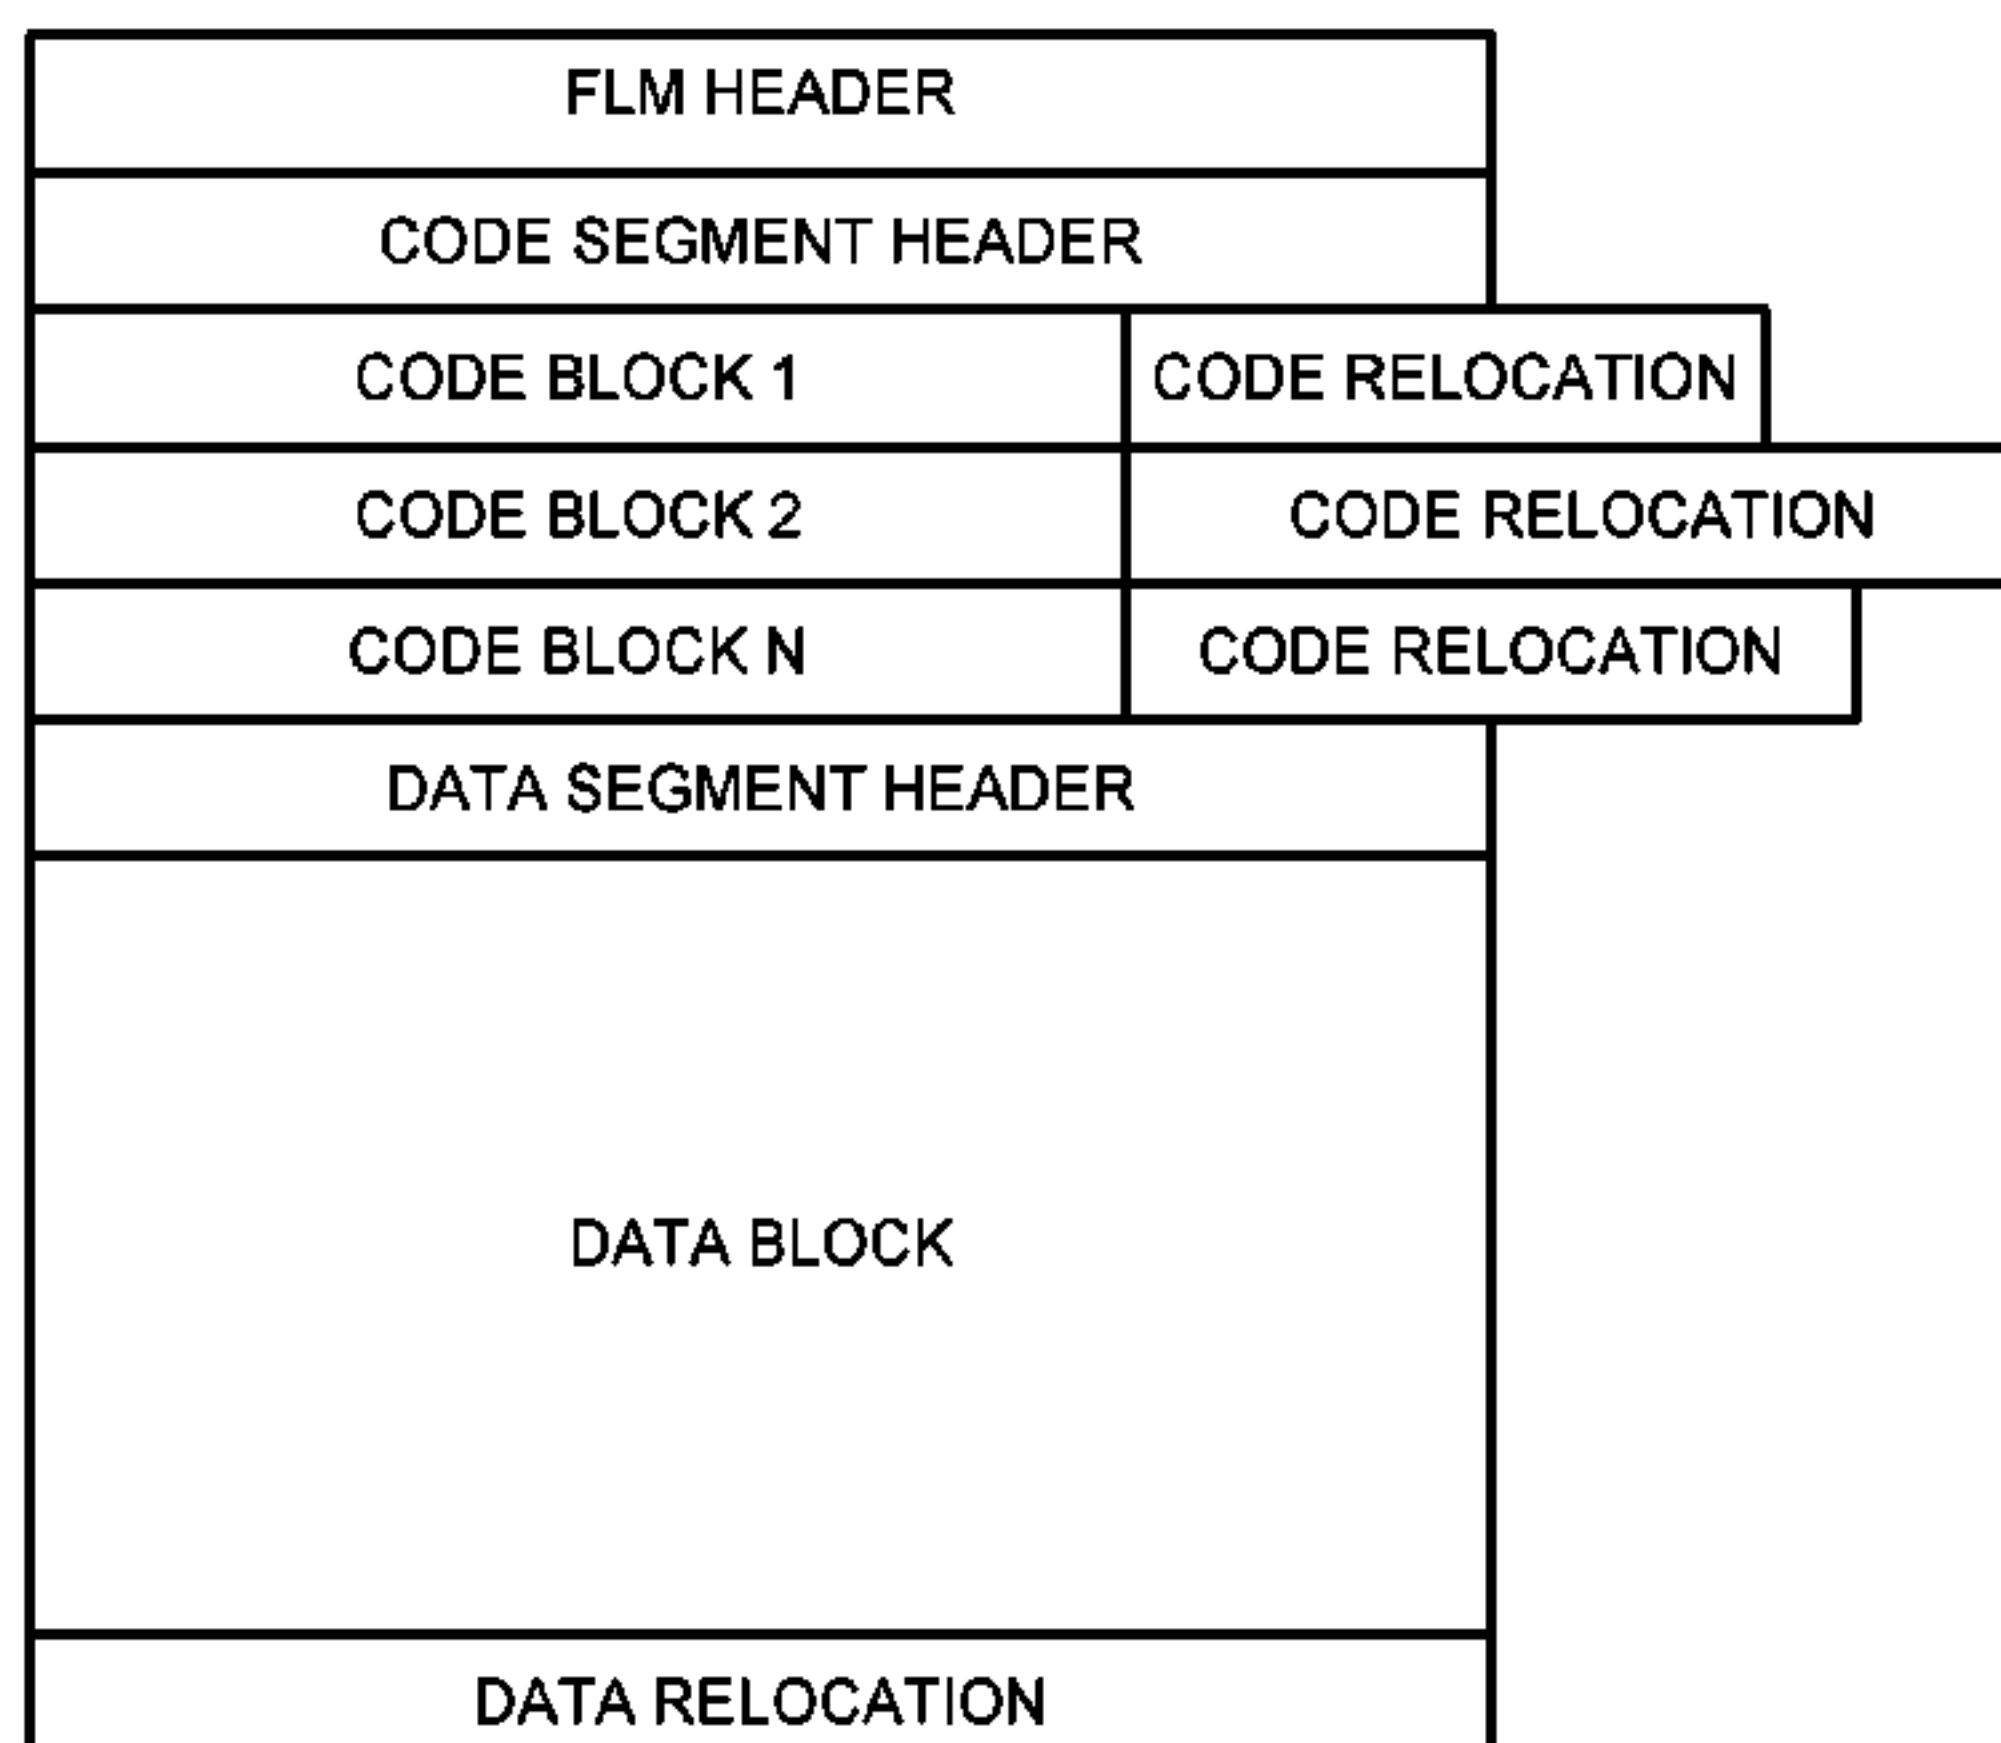 FLM HEADER
CODE SEGMENT HEADER
CODE BLOCK 1 CODE RELOCATION
CODE BLOCK 2 CODE RELOCATION
CODE BLOCK N CODE RELOCATION
DATA SEGMENT HEADER
DATA BLOCK
DATA RELOCATION